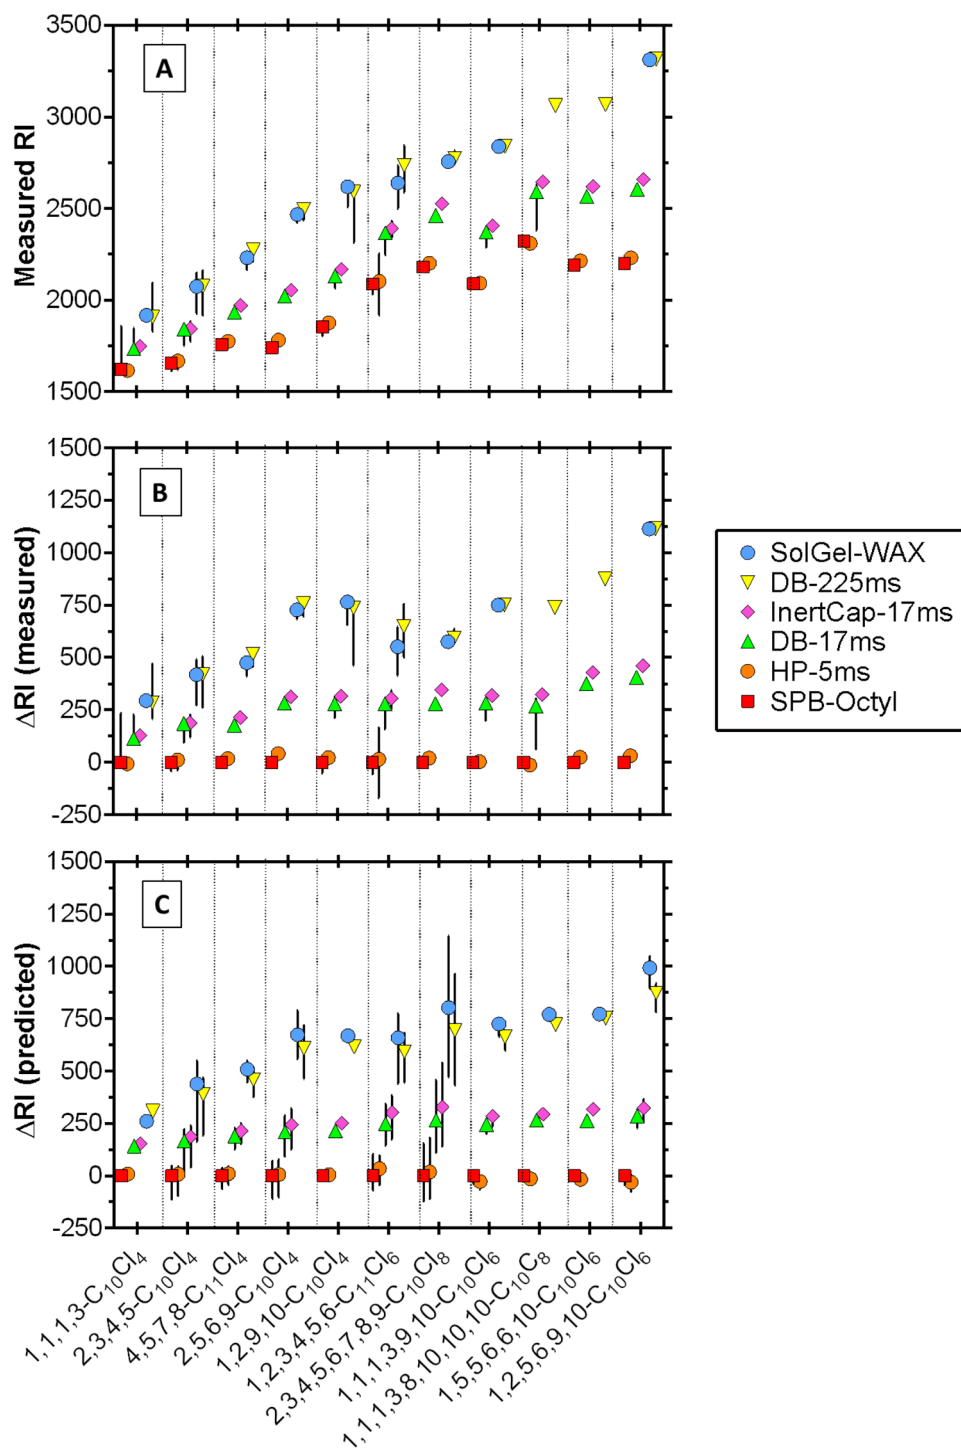 A
Measured RI
3500
3000
2500
2000
1500
B
ΔRI (measured)
1500
1250
1000
750
500
250
0
-250
SolGel-WAX
DB-225ms
InertCap-17ms
DB-17ms
HP-5ms
SPB-Octyl
C
ΔRI (predicted)
1500
1250
1000
750
500
250
0
-250
1,1,1,3-C₁₀Cl₄
2,3,4,5-C₁₀Cl₄
4,5,7,8-C₁₁Cl₄
2,5,6,9-C₁₀Cl₄
1,2,9,10-C₁₀Cl₄
1,2,3,4,5,6-C₁₁Cl₆
2,3,4,5,6,7,8,9-C₁₀Cl₈
1,1,1,3,9,10-C₁₀Cl₆
1,1,1,3,8,10,10,10-C₁₀C₈
1,5,5,6,6,10-C₁₀Cl₆
1,2,5,6,9,10-C₁₀Cl₆